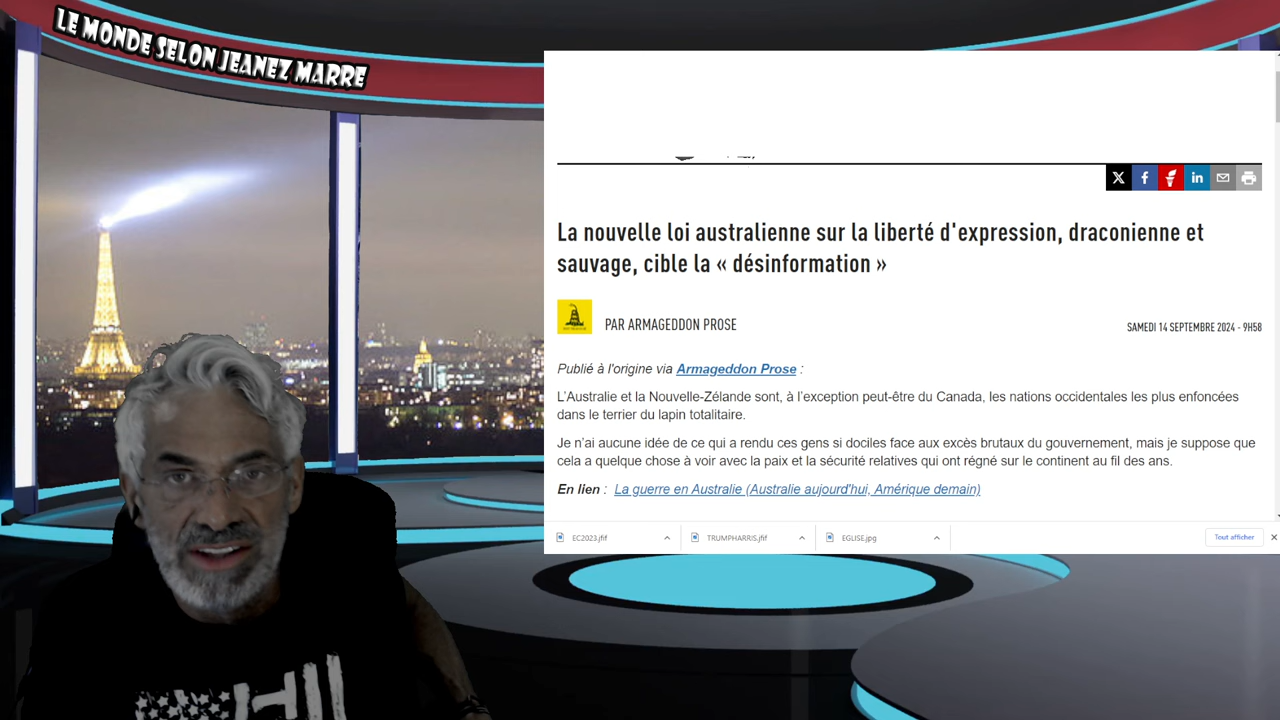 LE MONDE SELON JEANEZ MARRE
La nouvelle loi australienne sur la liberté d'expression, draconienne et
sauvage, cible la « désinformation »
PAR ARMAGEDDON PROSE
SAMEDI 14 SEPTEMBRE 2024 - 9H58
Publié à l'origine via Armageddon Prose :
L'Australie et la Nouvelle-Zélande sont, à l'exception peut-être du Canada, les nations occidentales les plus enfoncées
dans le terrier du lapin totalitaire.
Je n'ai aucune idée de ce qui a rendu ces gens si dociles face aux excès brutaux du gouvernement, mais je suppose que
cela a quelque chose à voir avec la paix et la sécurité relatives qui ont régné sur le continent au fil des ans.
En lien : La guerre en Australie (Australie aujourd'hui, Amérique demain)
EC2023.jfif
TRUMPHARRIS.jfif
EGLISE.jpg
Tout afficher